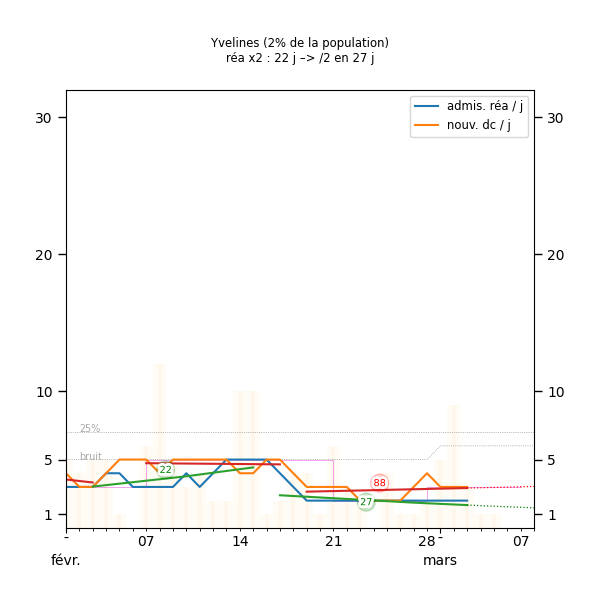 Yvelines (2% de la population)
réa x2 : 22 j –> /2 en 27 j
admis. réa / j
nouv. dc / j
30
30
20
20
10
10
25%
5
bruit
5
22
88
27
1
1
07
14
21
28
07
févr.
mars